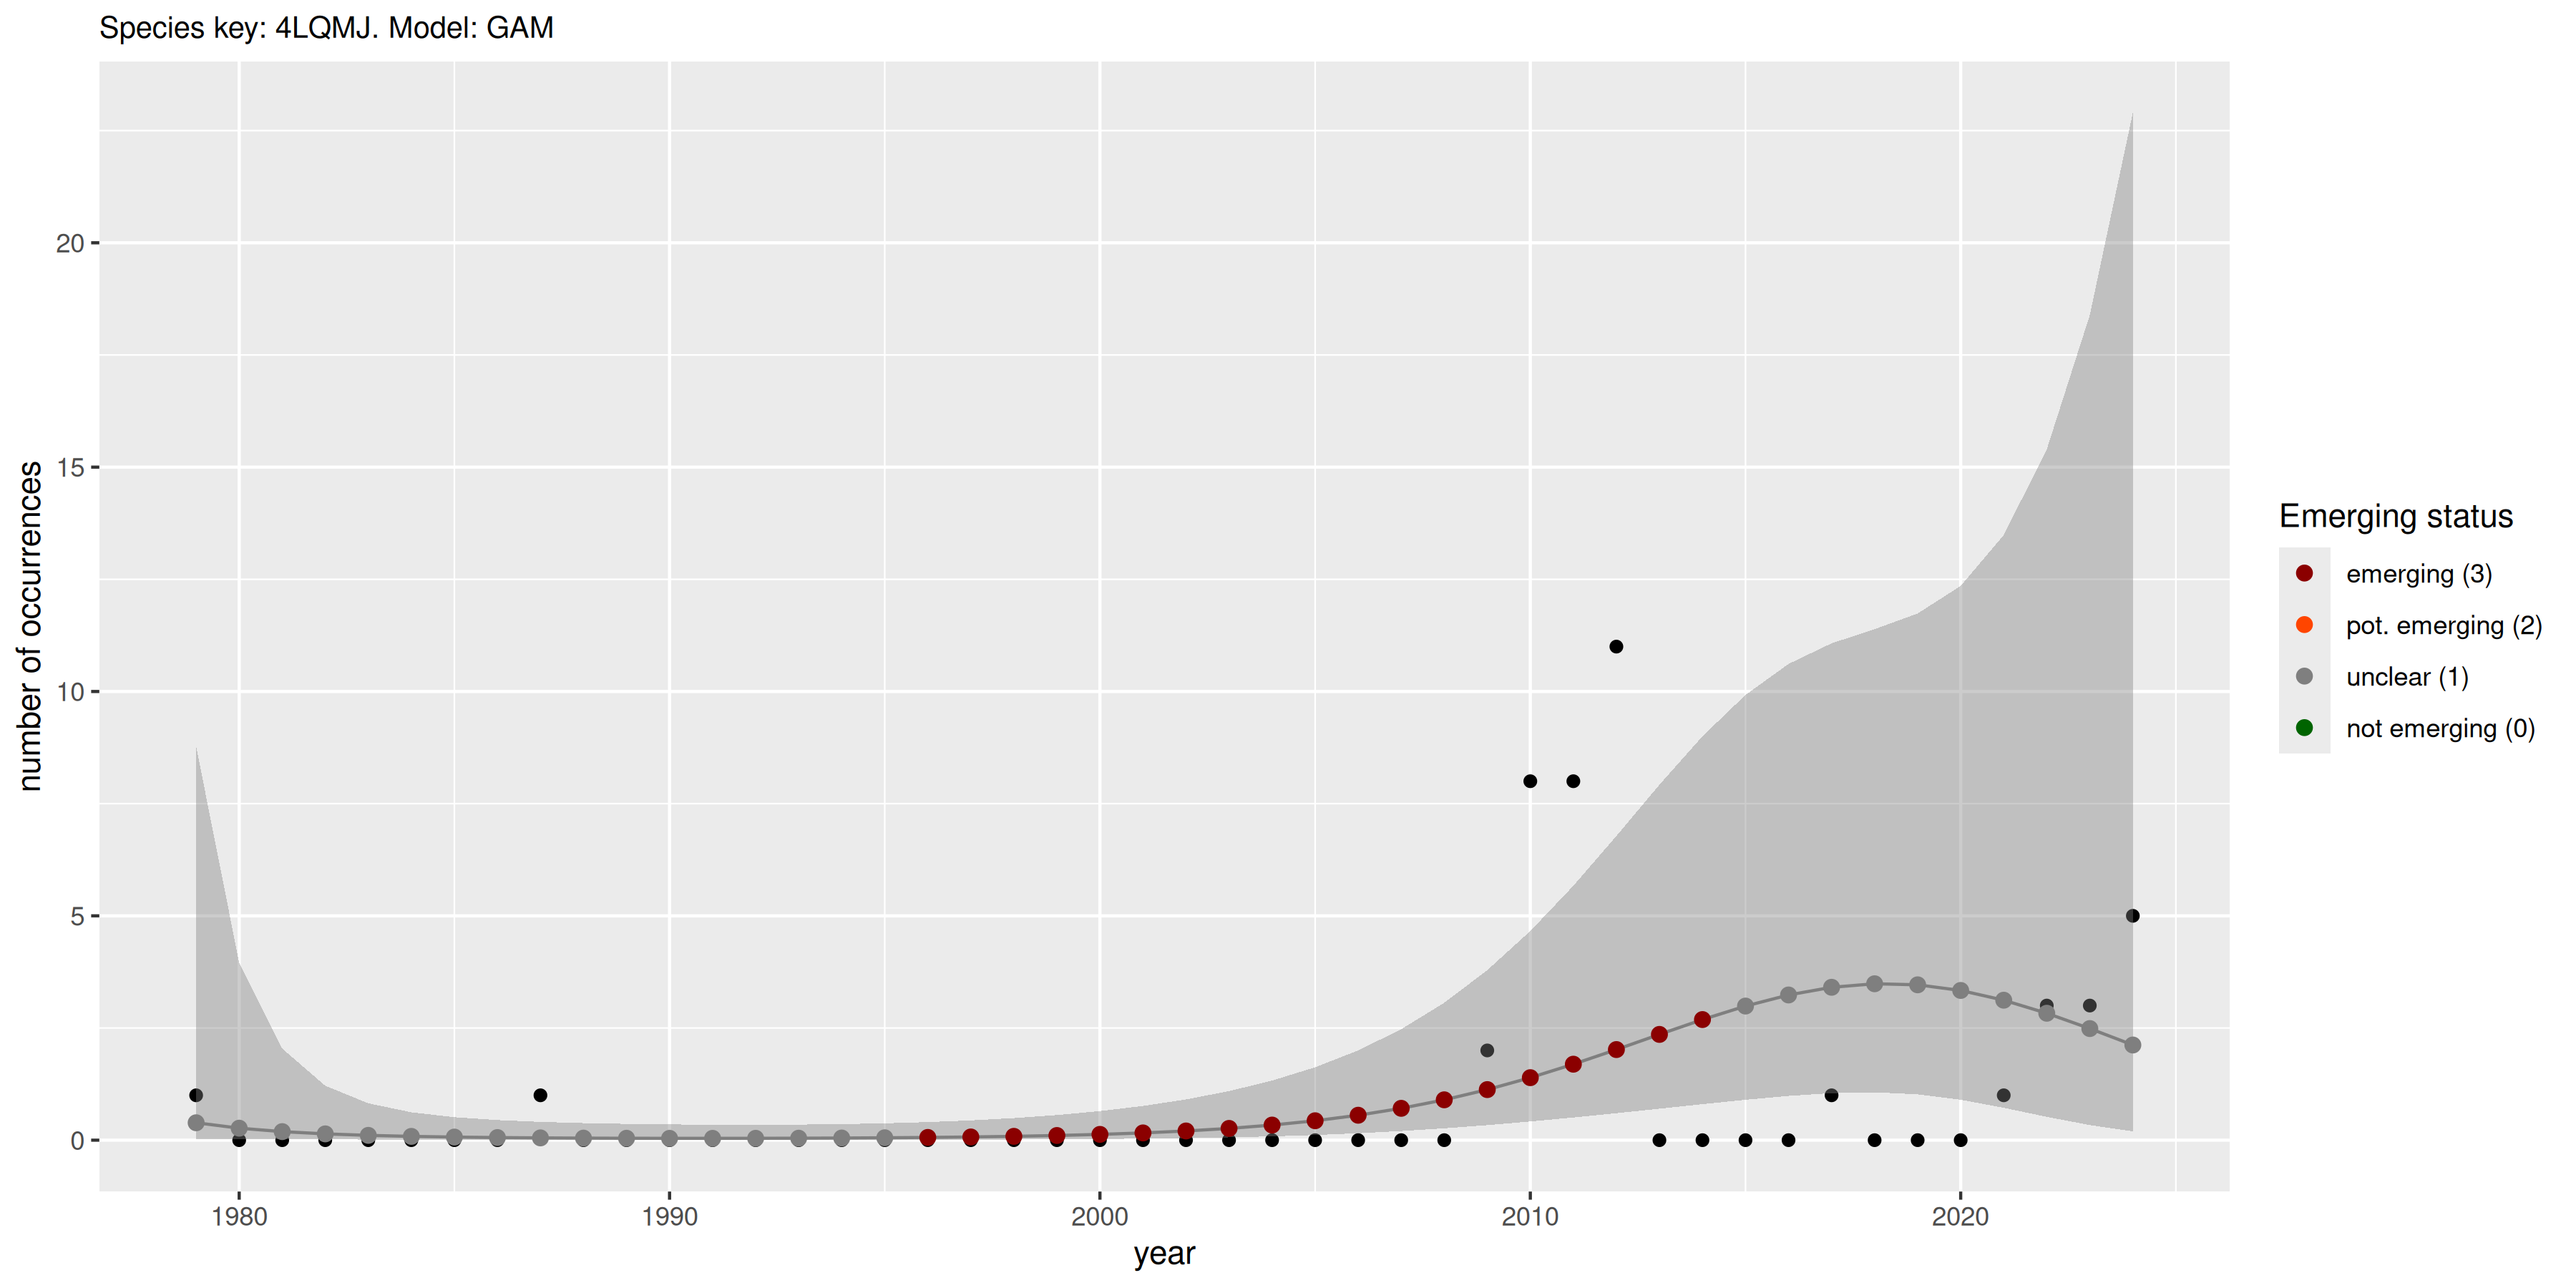 Species key: 4LQMJ. Model: GAM
number of occurrences
20
15
10
5
0
1980
1990
2000
2010
2020
year
Emerging status
emerging (3)
pot. emerging (2)
unclear (1)
not emerging (0)